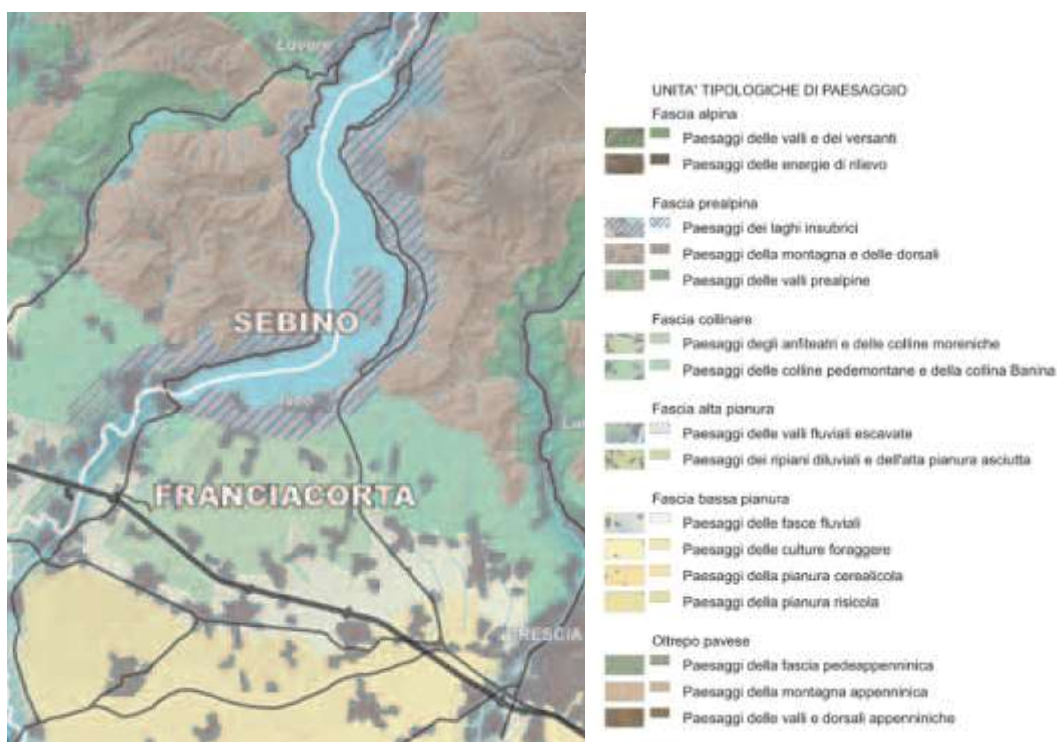 Lovere
SEBINO
Iseo
FRANCIACORTA
BRESCIA
UNITA' TIPOLOGICHE DI PAESAGGIO
Fascia alpina
Paesaggi delle valli e dei versanti
Paesaggi delle energie di rilievo
Fascia prealpina
Paesaggi dei laghi insubrici
Paesaggi della montagna e delle dorsali
Paesaggi delle valli prealpine
Fascia collinare
Paesaggi degli anfiteatri e delle colline moreniche
Paesaggi delle colline pedemontane e della collina Banina
Fascia alta pianura
Paesaggi delle valli fluviali escavate
Paesaggi dei ripiani diluviali e dell'alta pianura asciutta
Fascia bassa pianura
Paesaggi delle fasce fluviali
Paesaggi delle culture foraggere
Paesaggi della pianura cerealicola
Paesaggi della pianura risicola
Oltrepo pavese
Paesaggi della fascia pedeappenninica
Paesaggi della montagna appenninica
Paesaggi delle valli e dorsali appenniniche